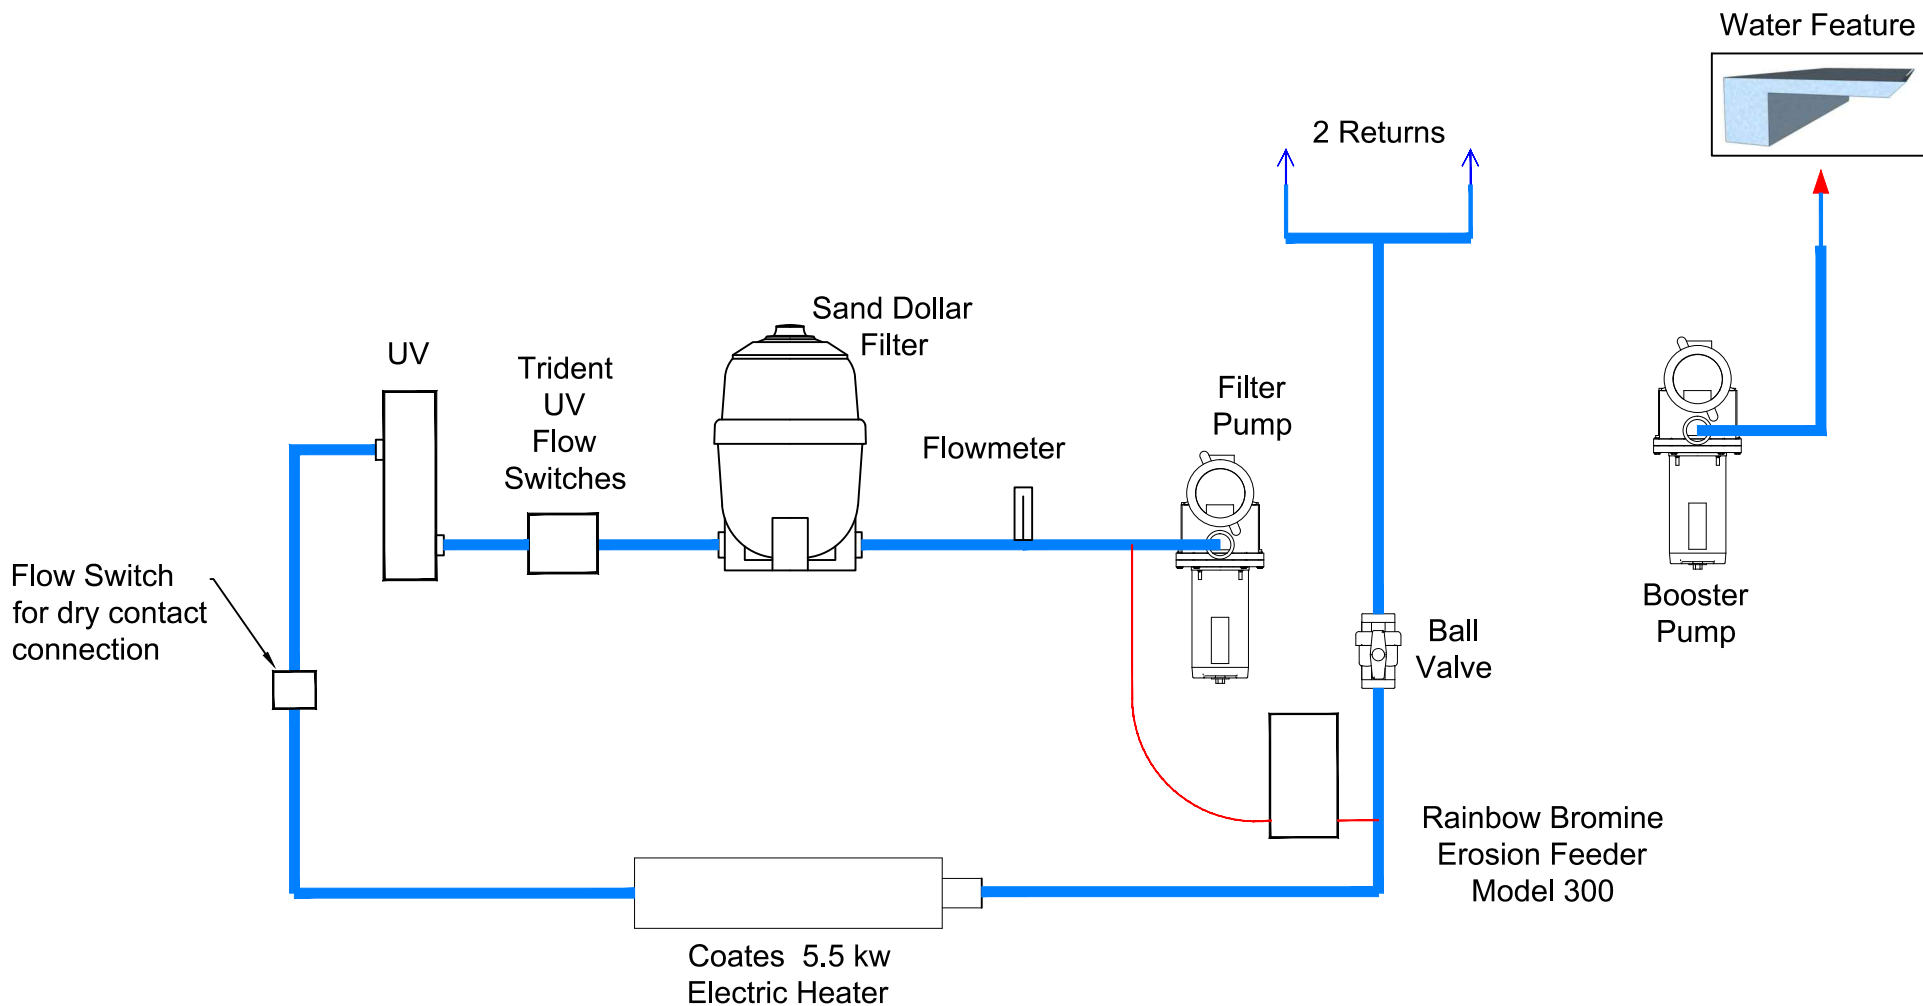 Water Feature
2 Returns
Sand Dollar
Filter
UV
Trident
UV
Flow
Switches
Filter
Pump
Flowmeter
Flow Switch
for dry contact
connection
Booster
Pump
Ball
Valve
Rainbow Bromine
Erosion Feeder
Model 300
Coates 5.5 kw
Electric Heater